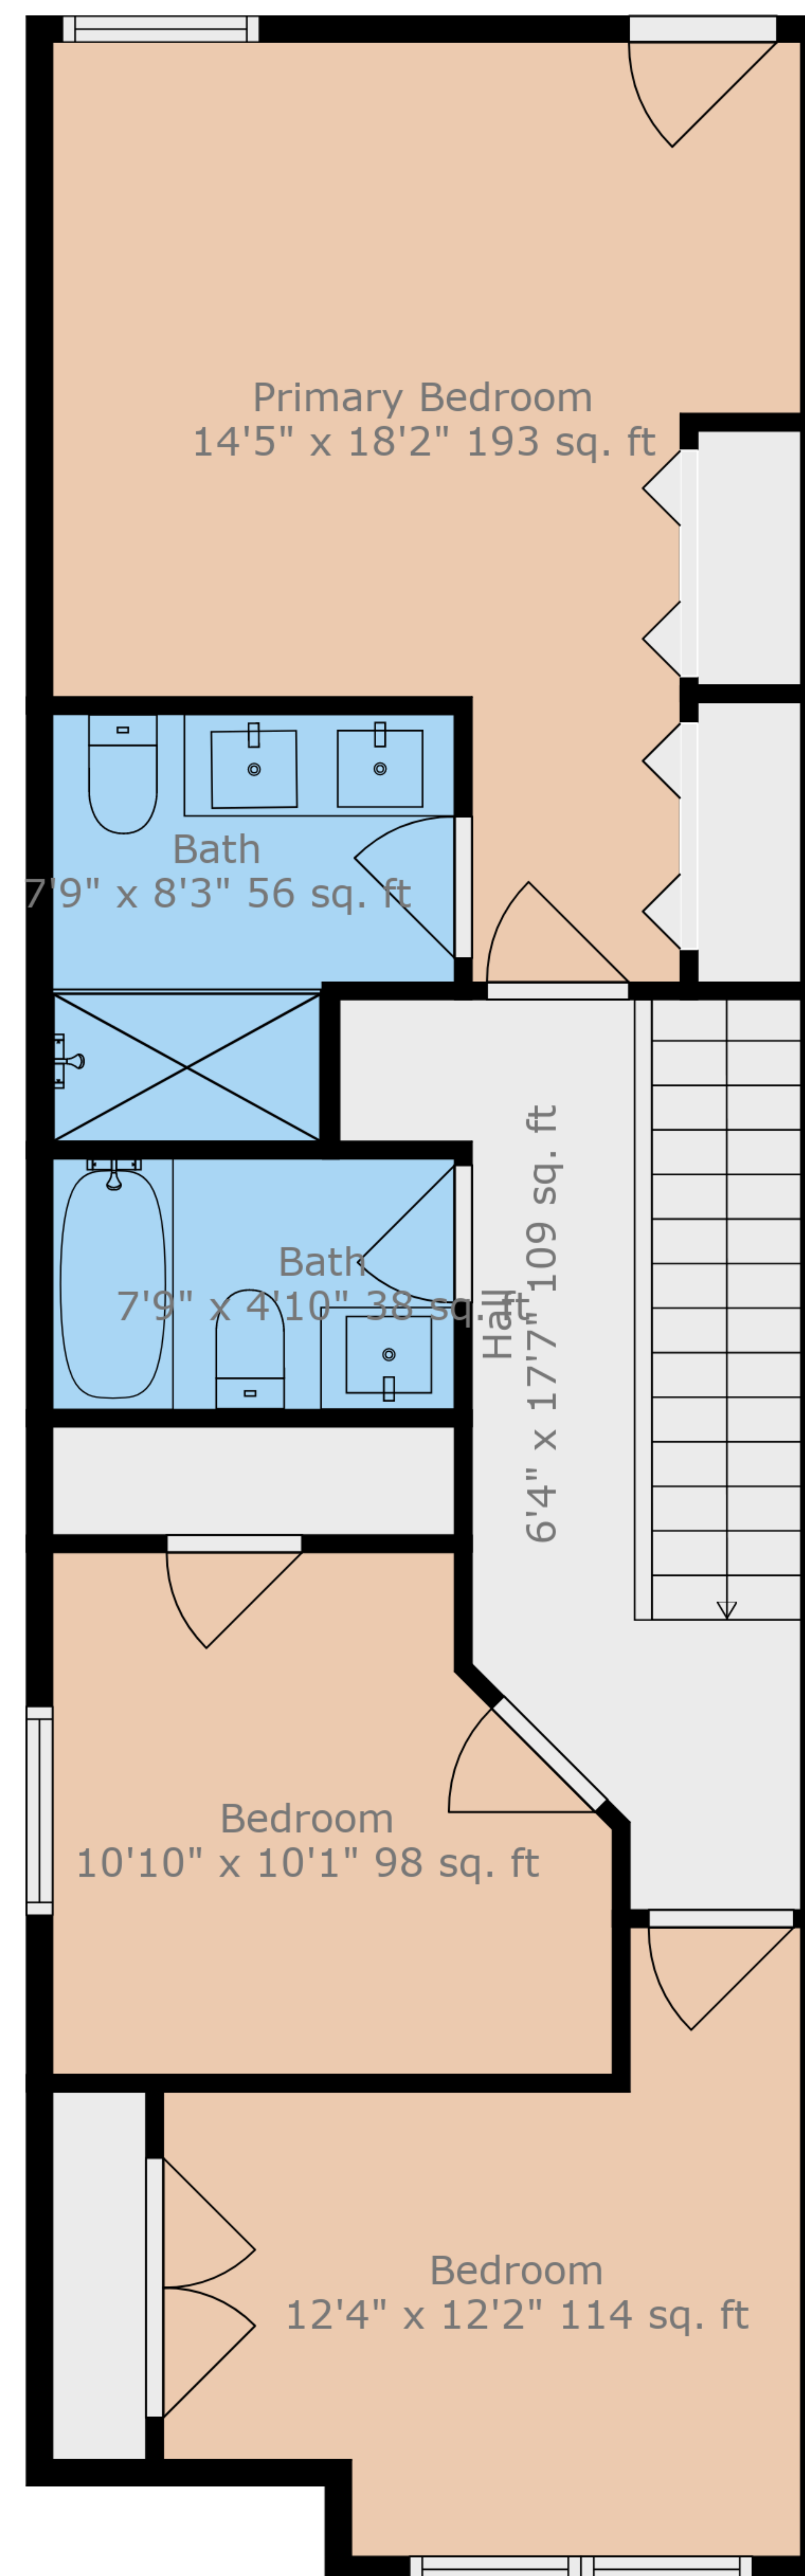 Primary Bedroom
14'5" x 18'2" 193 sq. ft
Bath
7'9" x 8'3" 56 sq. ft
Bath
7'9" x 4'10" 38 sq. ft
Hall
6'4" x 17'7" 109 sq. ft
Bedroom
10'10" x 10'1" 98 sq. ft
Bedroom
12'4" x 12'2" 114 sq. ft